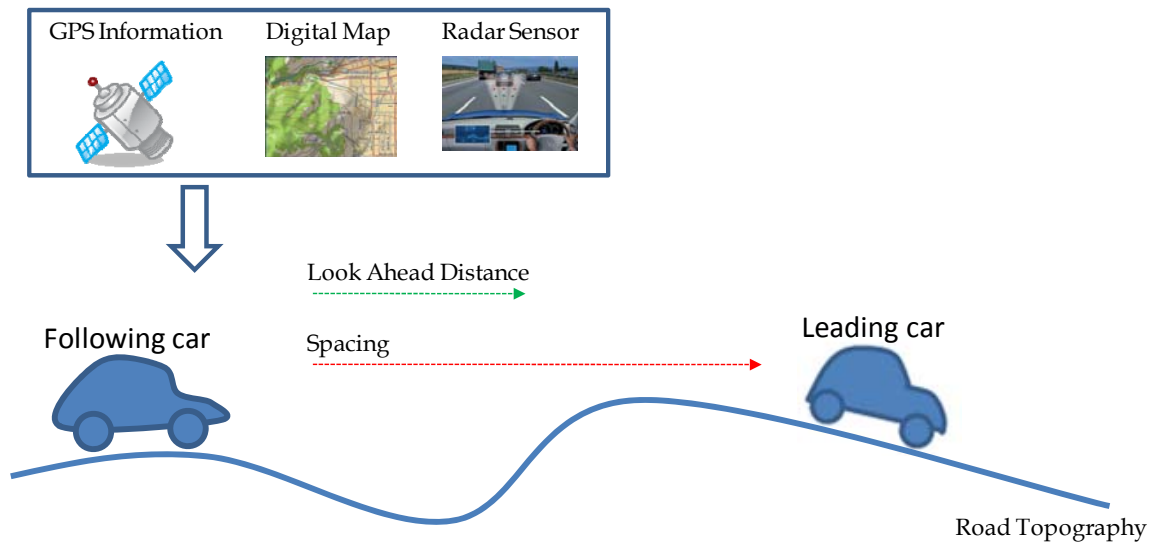 GPS Information
Digital Map
Radar Sensor
Look Ahead Distance
Following car
Spacing
Leading car
Road Topography